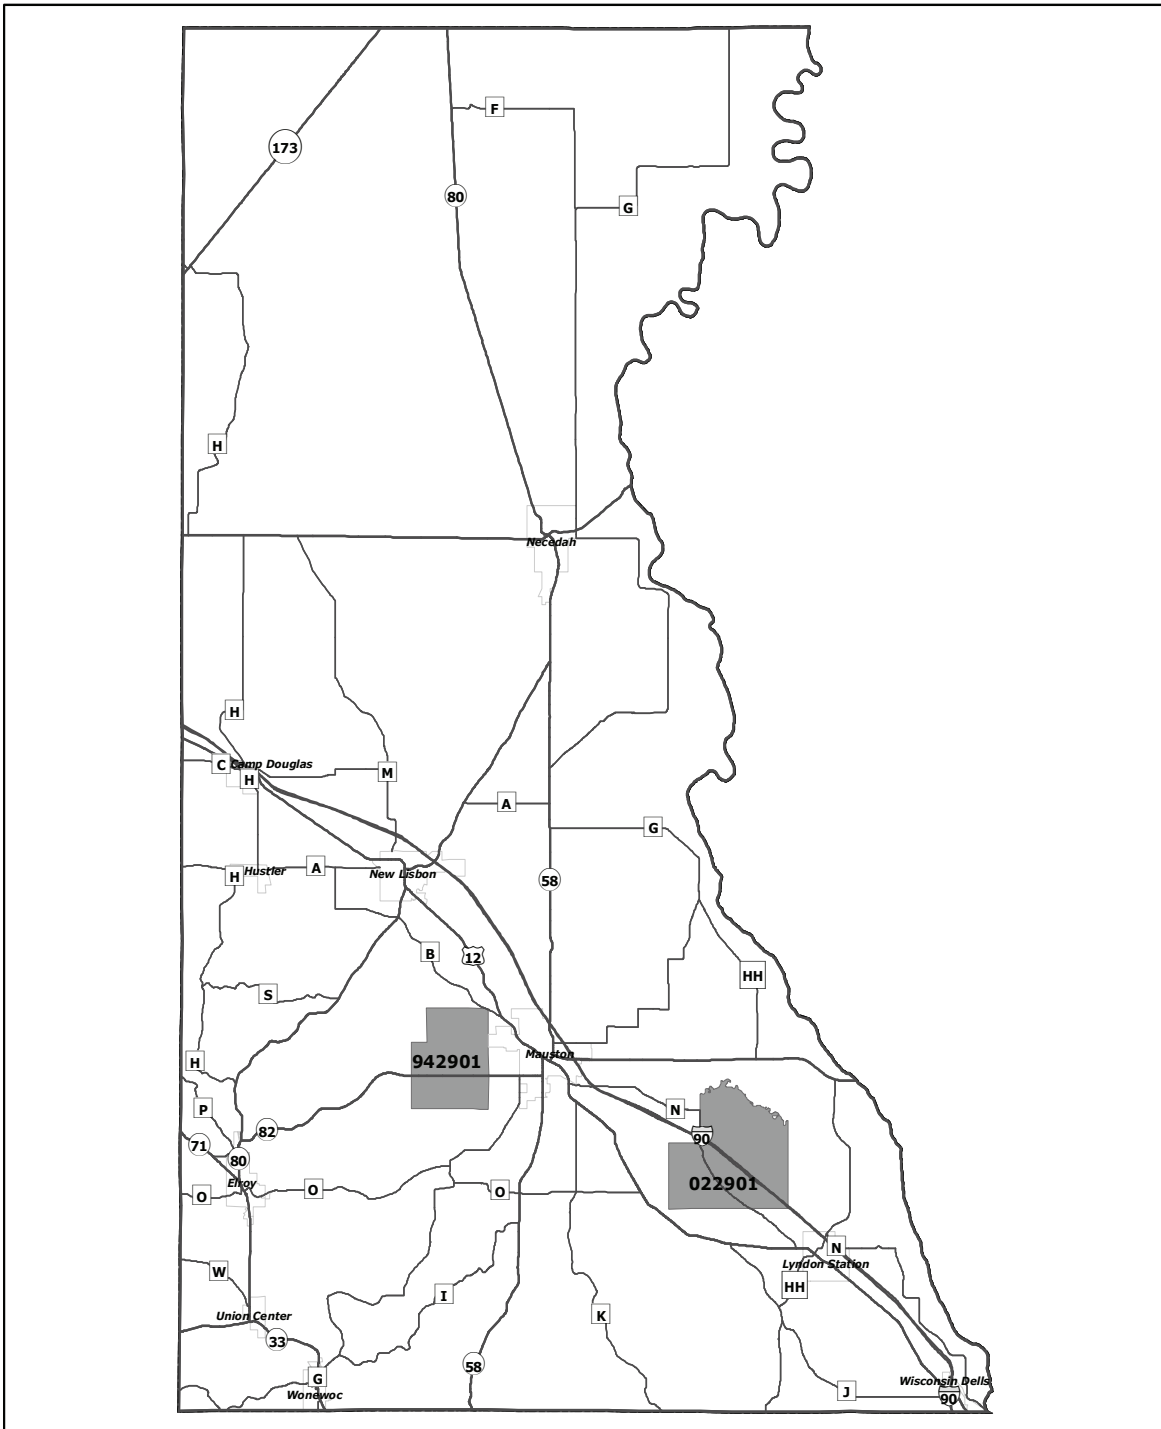 F
173
80
G
H
Necedah
H
C
Camp Douglas
H
M
A
G
A
Hustler
H
New Lisbon
58
B
12
HH
S
942901
Mauston
H
P
N
82
71
90
80
Elroy
022901
O
O
O
N
Lyndon Station
W
HH
I
Union Center
K
33
58
G
Wonewoc
Wisconsin Dells
J
90